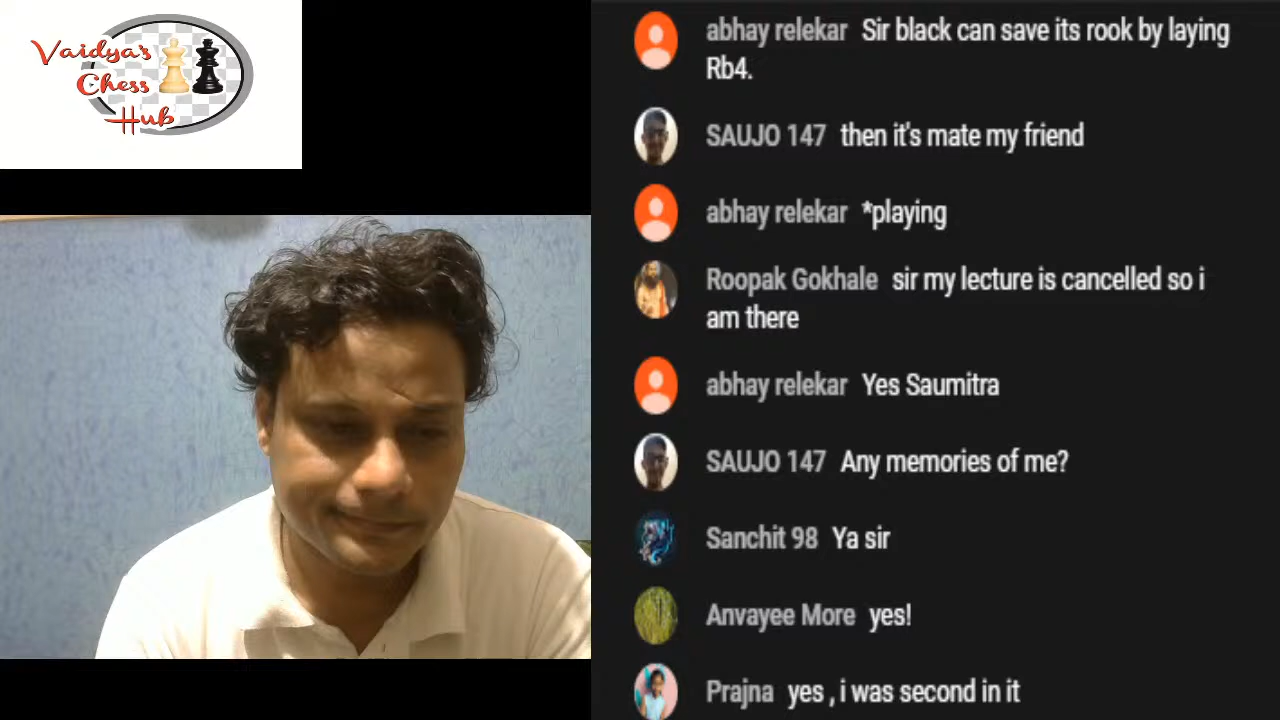 Vaidya's
Chess
Hub
abhay relekar Sir black can save its rook by laying
Rb4.
SAUJO 147 then it's mate my friend
abhay relekar *playing
Roopak Gokhale sir my lecture is cancelled so i
am there
abhay relekar Yes Saumitra
SAUJO 147 Any memories of me?
Sanchit 98 Ya sir
Anvayee More yes!
Prajna yes , i was second in it